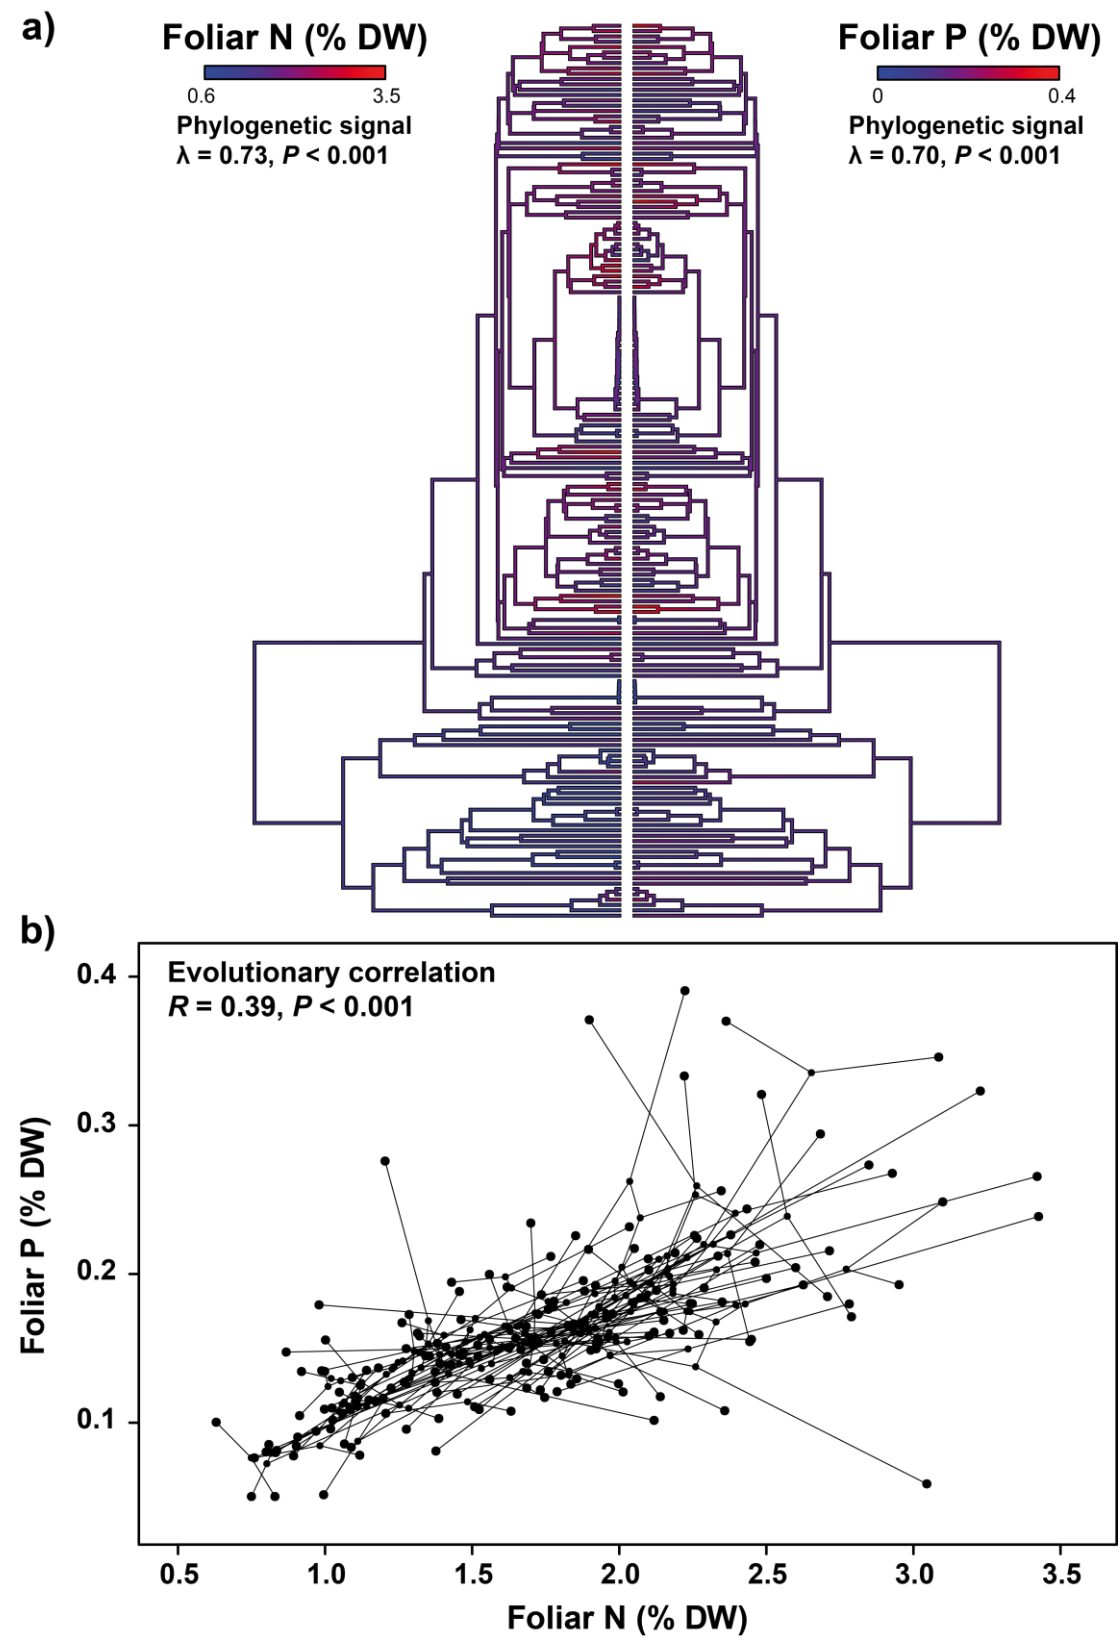 a)
Foliar N (% DW)
0.6 3.5
Phylogenetic signal
λ = 0.73, P < 0.001
Foliar P (% DW)
0 0.4
Phylogenetic signal
λ = 0.70, P < 0.001
b)
Evolutionary correlation
R = 0.39, P < 0.001
Foliar P (% DW)
0.4
0.3
0.2
0.1
0.5 1.0 1.5 2.0 2.5 3.0 3.5
Foliar N (% DW)